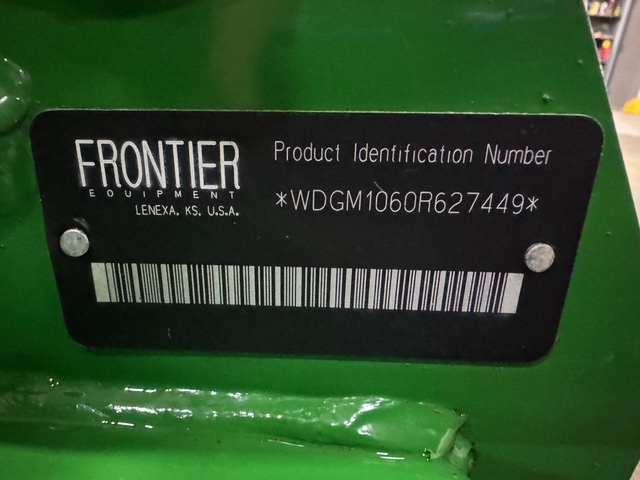 FRONTIER
EQUIPMENT
LENEXA, KS. U.S.A.
Product Identification Number
*WDGM1060R627449*